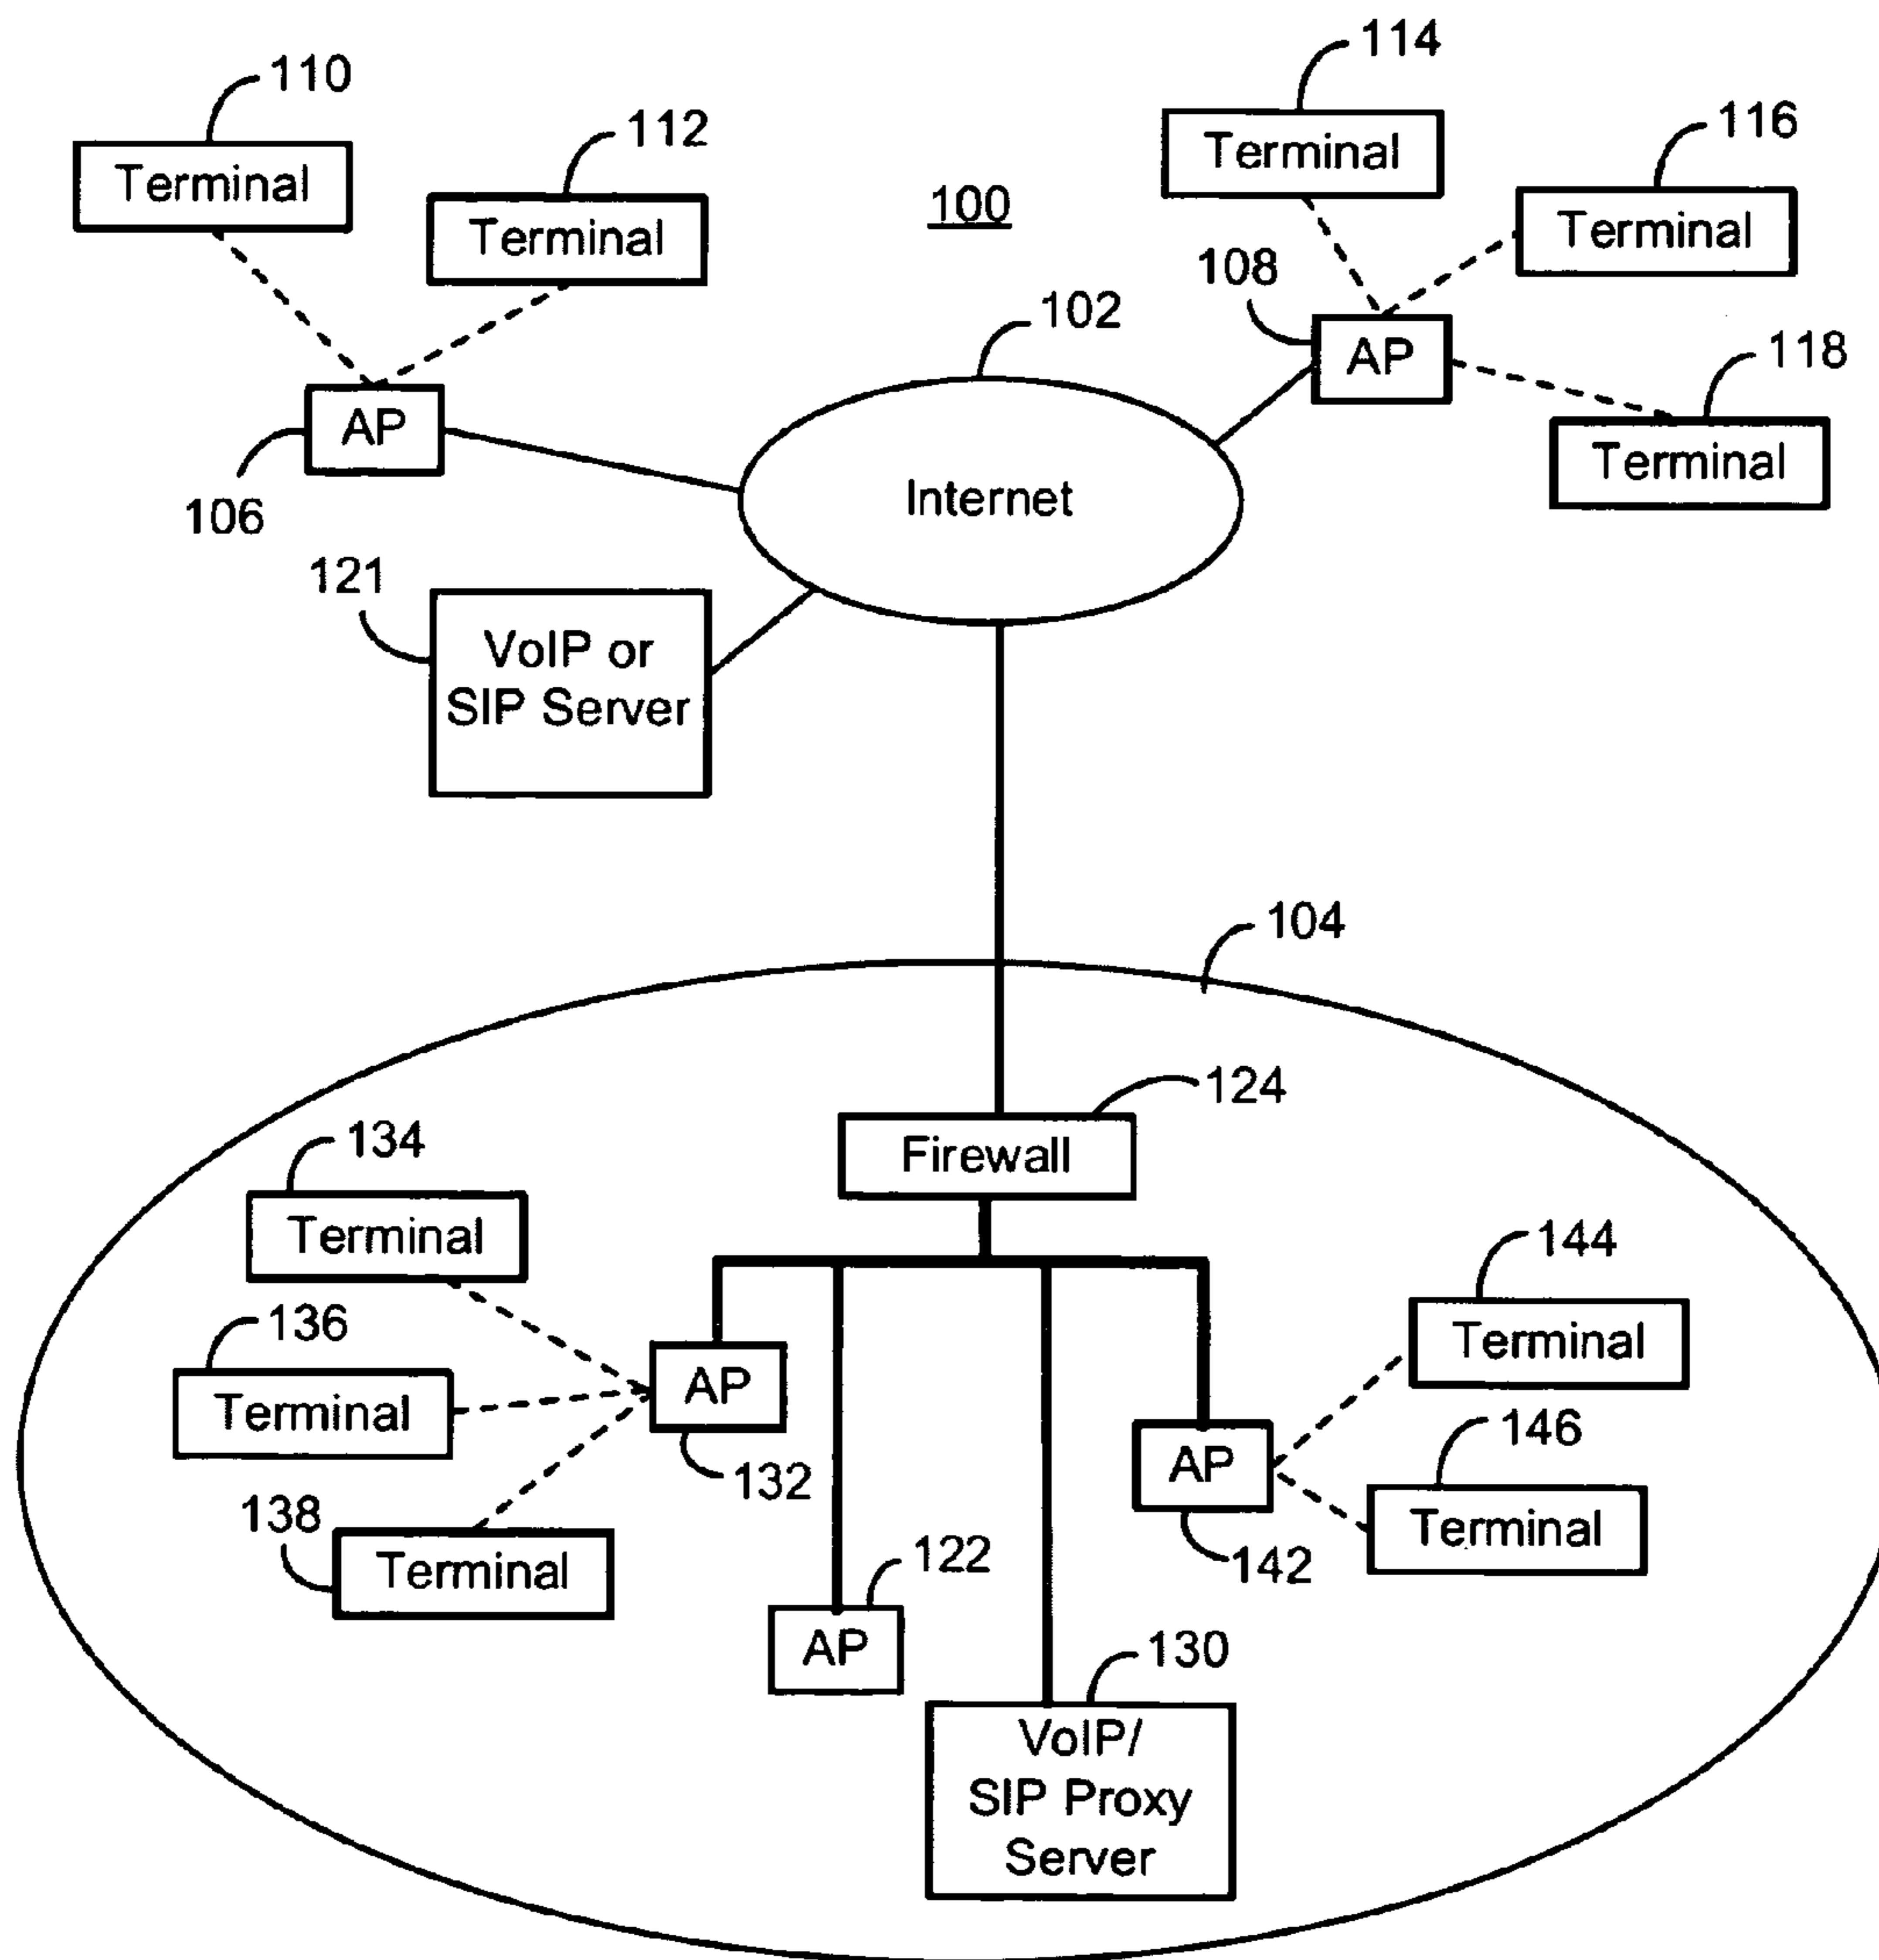 114
110
116
112
Terminal
Terminal
100
Terminal
Terminal
108
102
118
AP
AP
Terminal
Internet
106
121
VoIP or
SIP Server
104
124
134
Firewall
Terminal
144
136
Terminal
AP
146
Terminal
132
AP
138
Terminal
Terminal
122
142
AP
130
VoIP/
SIP Proxy
Server